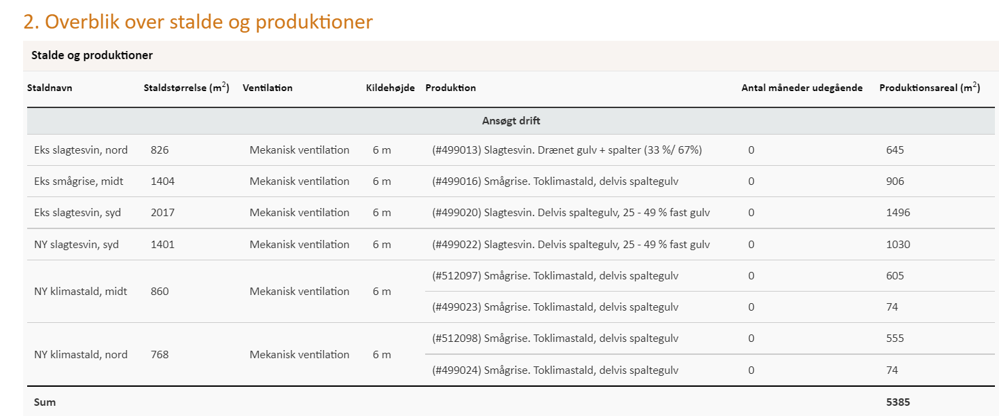 2. Overblik over stalde og produktioner
Stalde og produktioner
Staldnavn Staldstørrelse (m²) Ventilation Kildehøjde Produktion Antal måneder udegående Produktionsareal (m²)
Ansøgt drift
Eks slagtesvin, nord 826 Mekanisk ventilation 6 m (#499013) Slagtesvin. Drænet gulv + spalter (33 %/ 67%) 0 645
Eks smågrise, midt 1404 Mekanisk ventilation 6 m (#499016) Smågrise. Toklimastald, delvis spaltegulv 0 906
Eks slagtesvin, syd 2017 Mekanisk ventilation 6 m (#499020) Slagtesvin. Delvis spaltegulv, 25 - 49 % fast gulv 0 1496
NY slagtesvin, syd 1401 Mekanisk ventilation 6 m (#499022) Slagtesvin. Delvis spaltegulv, 25 - 49 % fast gulv 0 1030
(#512097) Smågrise. Toklimastald, delvis spaltegulv 0 605
NY klimastald, midt 860 Mekanisk ventilation 6 m
(#499023) Smågrise. Toklimastald, delvis spaltegulv 0 74
(#512098) Smågrise. Toklimastald, delvis spaltegulv 0 555
NY klimastald, nord 768 Mekanisk ventilation 6 m
(#499024) Smågrise. Toklimastald, delvis spaltegulv 0 74
Sum 5385